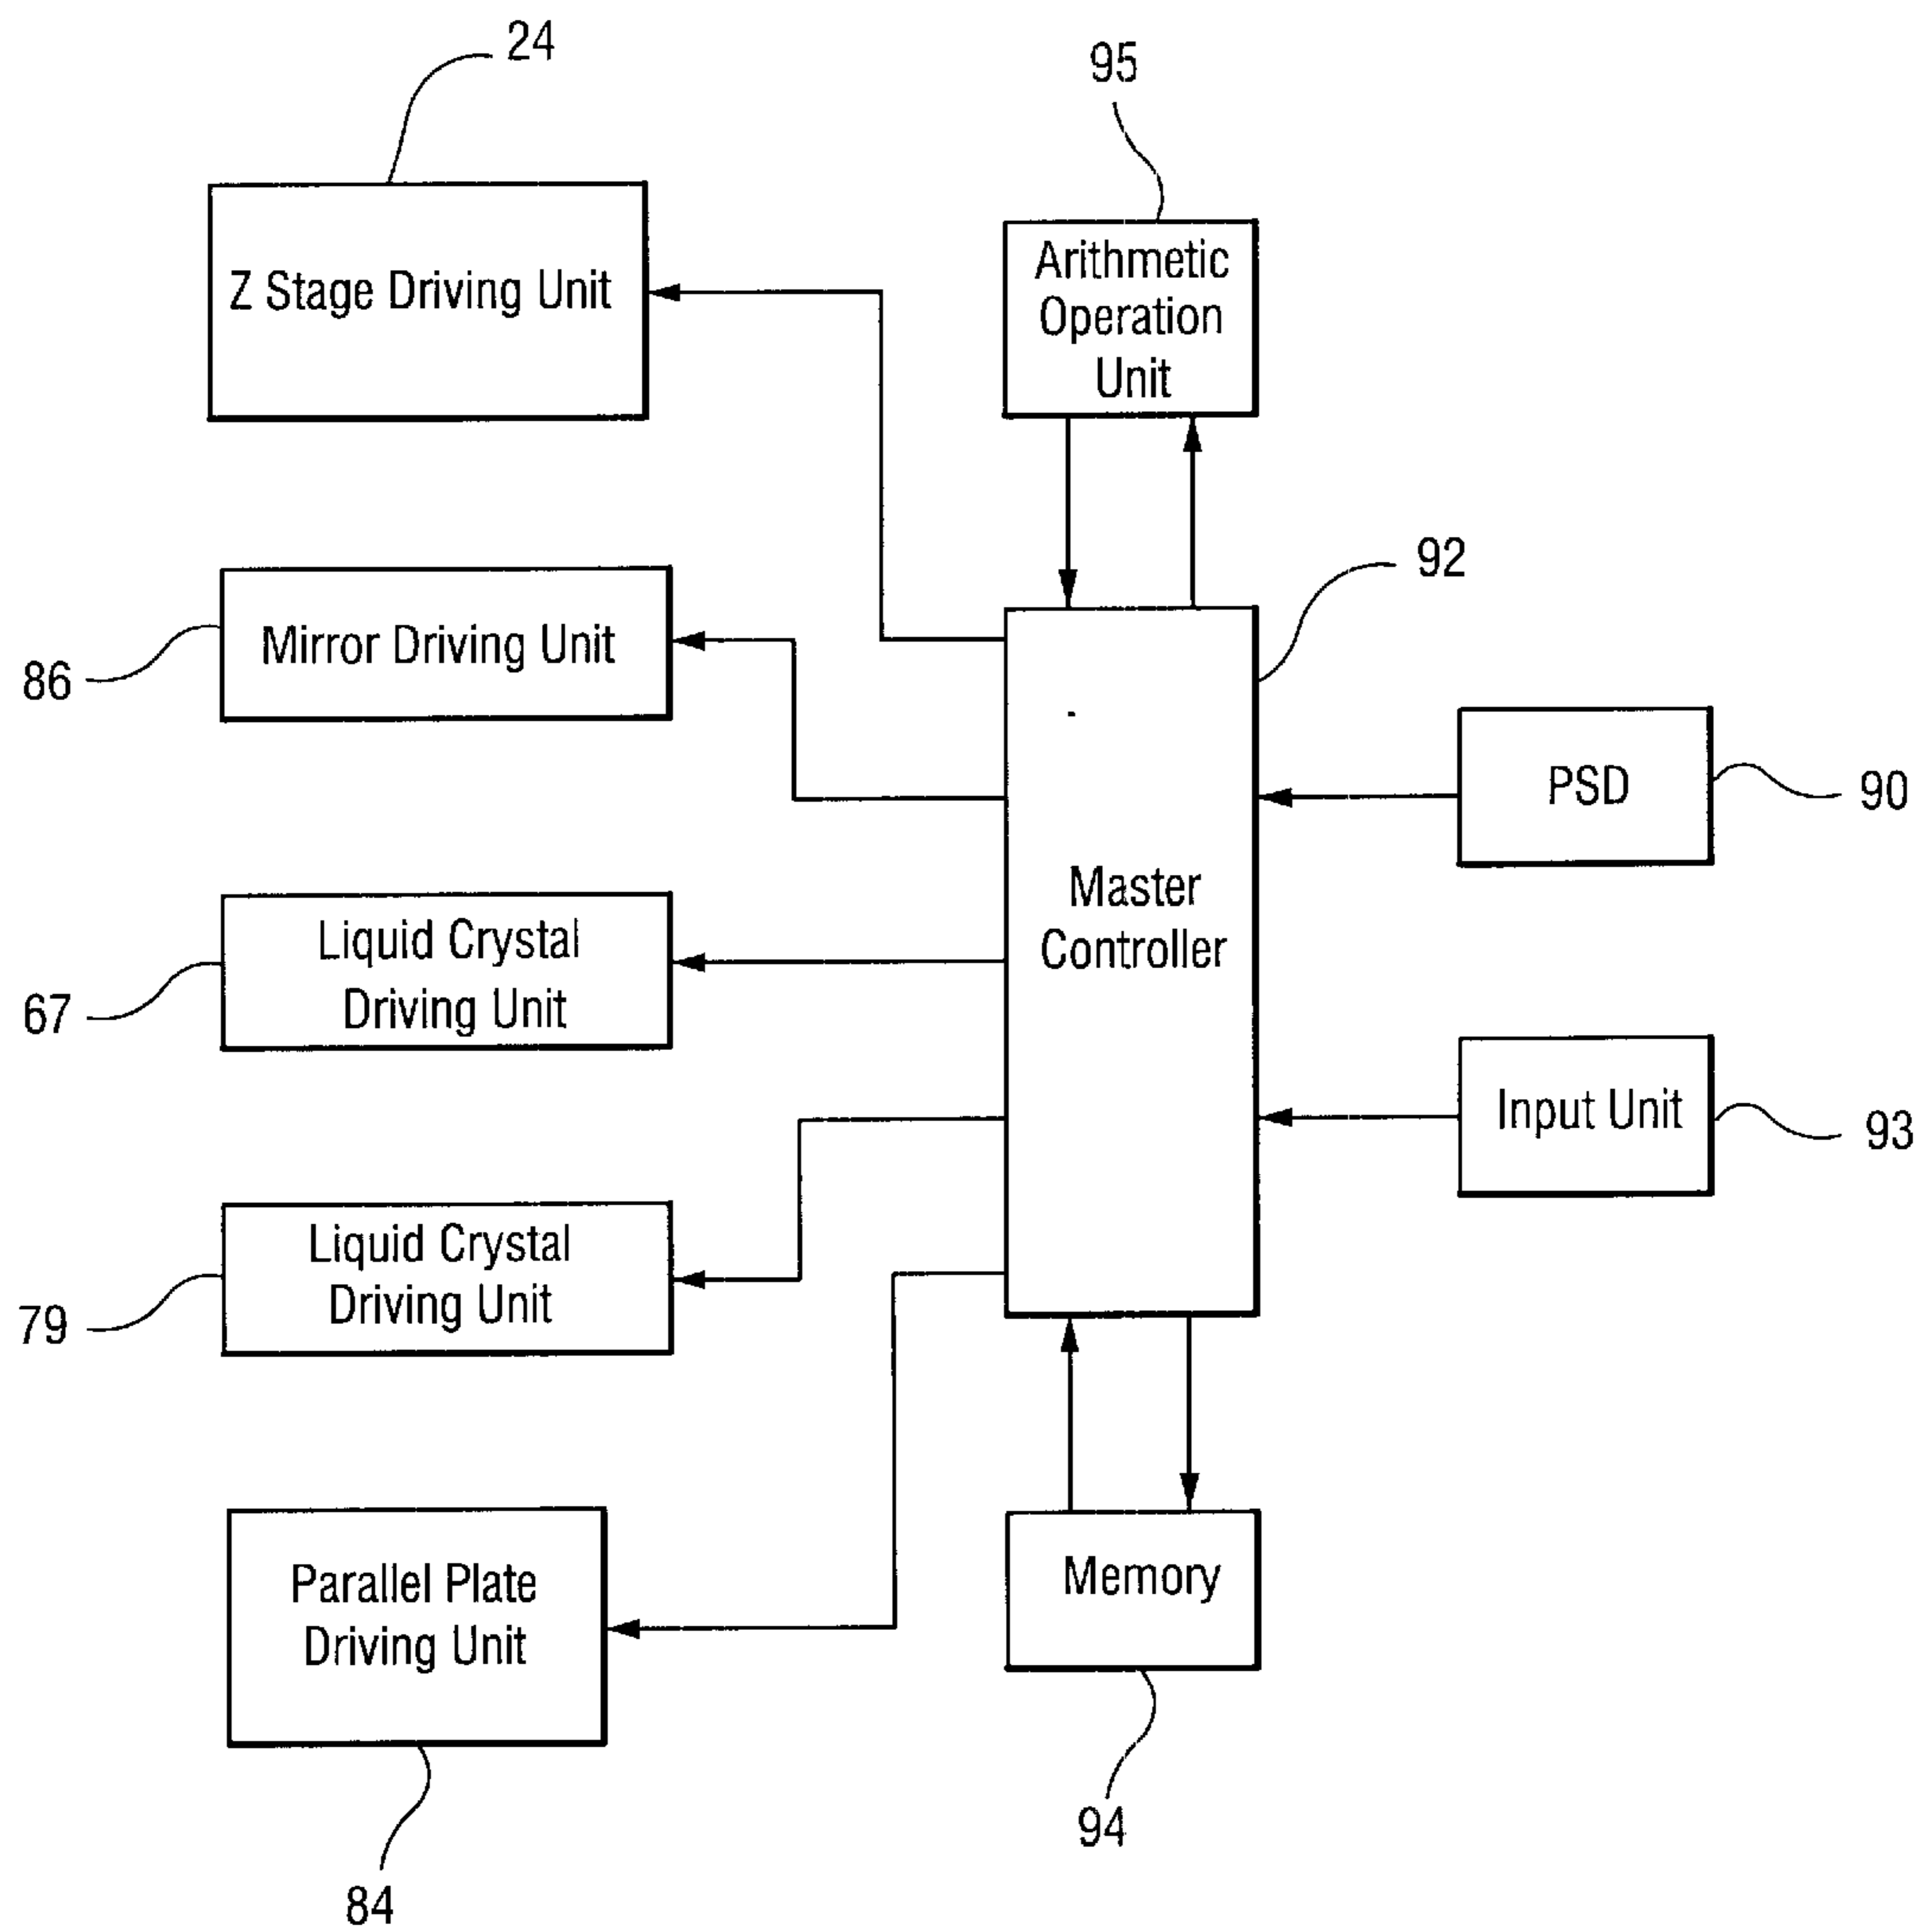 24
95
Z Stage Driving Unit
Arithmetic
Operation
Unit
92
Mirror Driving Unit
86
PSD
90
Master
Controller
Liquid Crystal
Driving Unit
67
Input Unit
93
Liquid Crystal
Driving Unit
79
Parallel Plate
Driving Unit
Memory
94
84